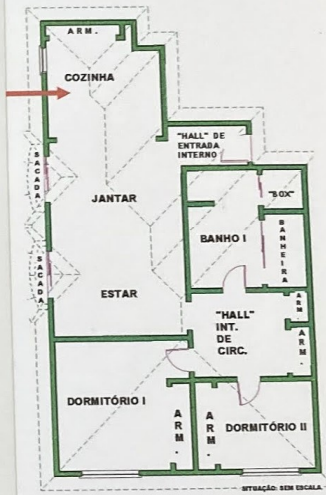 ARM.
COZINHA
"HALL" DE
ENTRADA
INTERNO
SACADA
JANTAR
"BOX"
BANHO I
BANHEIRA
SACADA
ESTAR
"HALL"
INT.
DE
CIRC.
ARM.
ARM.
DORMITÓRIO I
ARM.
ARM.
DORMITÓRIO II
SITUAÇÃO: SEM ESCALA